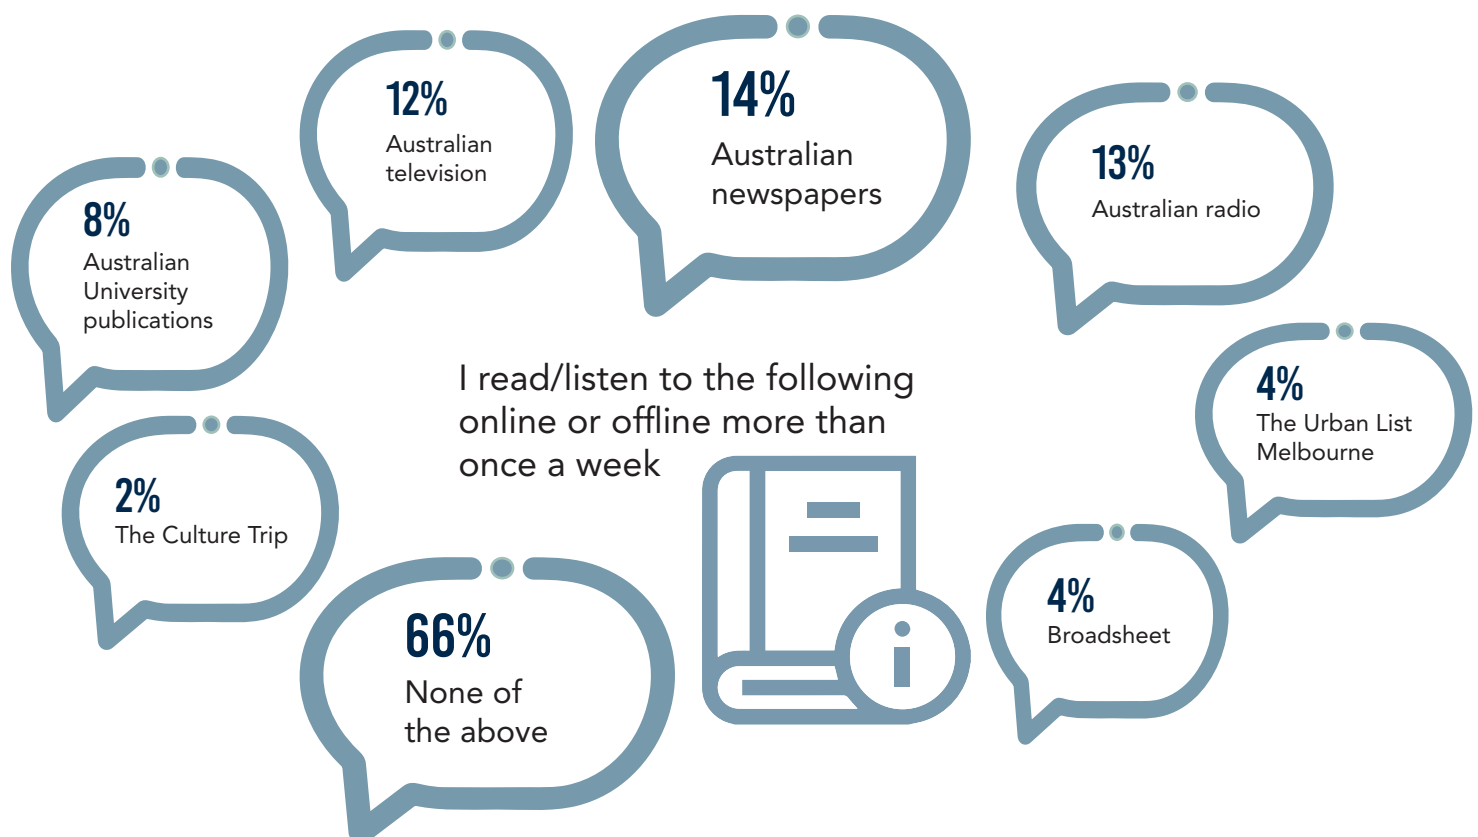 12%
Australian
television
14%
Australian
newspapers
13%
Australian radio
8%
Australian
University
publications
I read/listen to the following
online or offline more than
once a week
4%
The Urban List
Melbourne
2%
The Culture Trip
66%
None of
the above
4%
Broadsheet
i